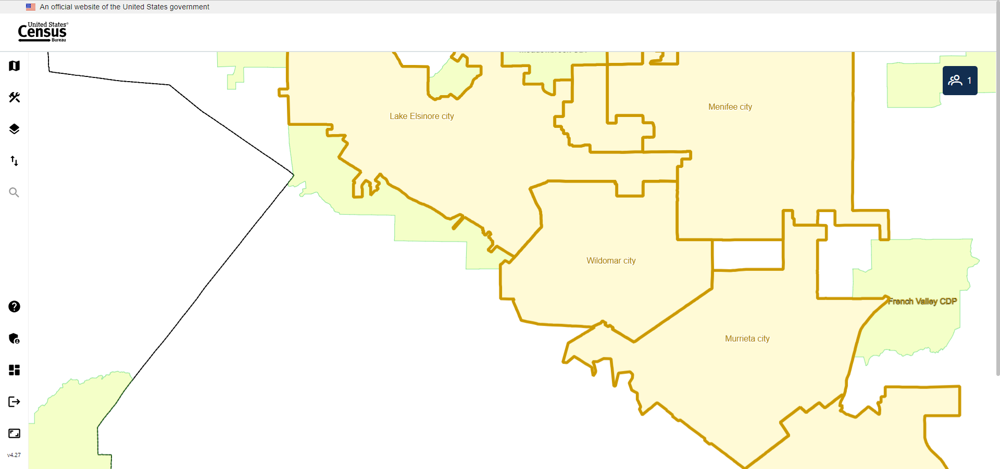 An official website of the United States government
United States®
Census
Bureau
1
Menifee city
Lake Elsinore city
Wildomar city
French Valley CDP
Murrieta city
v4.27